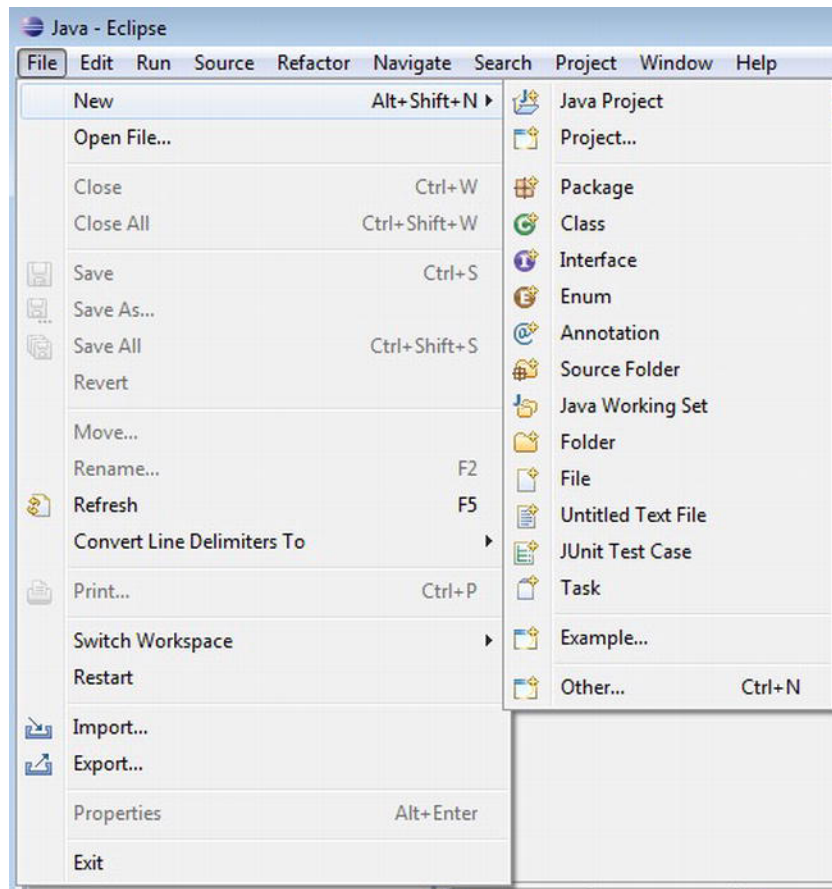 Java - Eclipse
File Edit Run Source Refactor Navigate Search Project Window Help
New Alt+Shift+N
Open File...
Close Ctrl+W
Close All Ctrl+Shift+W
Save Ctrl+S
Save As...
Save All Ctrl+Shift+S
Revert
Move...
Rename... F2
Refresh F5
Convert Line Delimiters To
Print... Ctrl+P
Switch Workspace
Restart
Import...
Export...
Properties Alt+Enter
Exit
Java Project
Project...
Package
Class
Interface
Enum
Annotation
Source Folder
Java Working Set
Folder
File
Untitled Text File
JUnit Test Case
Task
Example...
Other... Ctrl+N